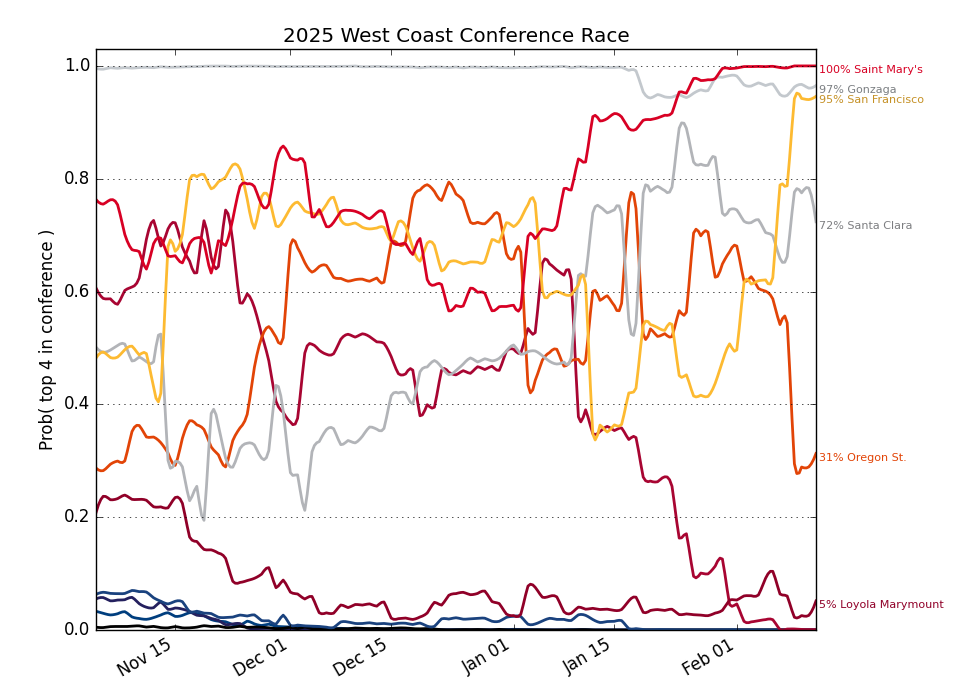 2025 West Coast Conference Race
Prob( top 4 in conference )
1.0
0.8
0.6
0.4
0.2
0.0
Nov 15
Dec 01
Dec 15
Jan 01
Jan 15
Feb 01
100% Saint Mary's
97% Gonzaga
95% San Francisco
72% Santa Clara
31% Oregon St.
5% Loyola Marymount